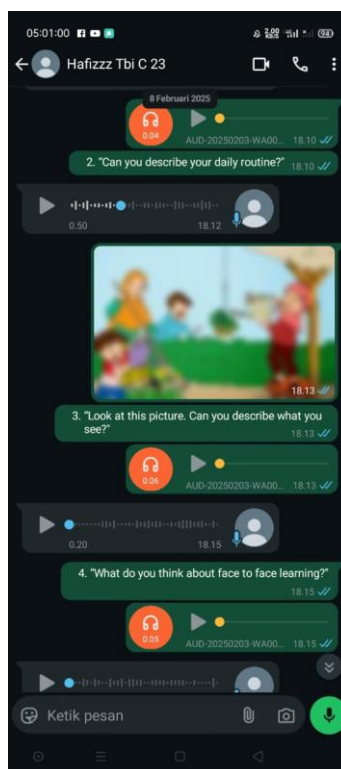 05:01:00
2,00 KB/S
94
Hafizzz Tbi C 23
8 Februari 2025
0.04
AUD-20250203-WA00... 18.10
2. "Can you describe your daily routine?" 18.10
0.50 18.12
18.13
3. "Look at this picture. Can you describe what you
see?" 18.13
0.06
AUD-20250203-WA00... 18.13
0.20 18.15
4. "What do you think about face to face learning?"
18.15
0.05
AUD-20250203-WA00... 18.15
Ketik pesan